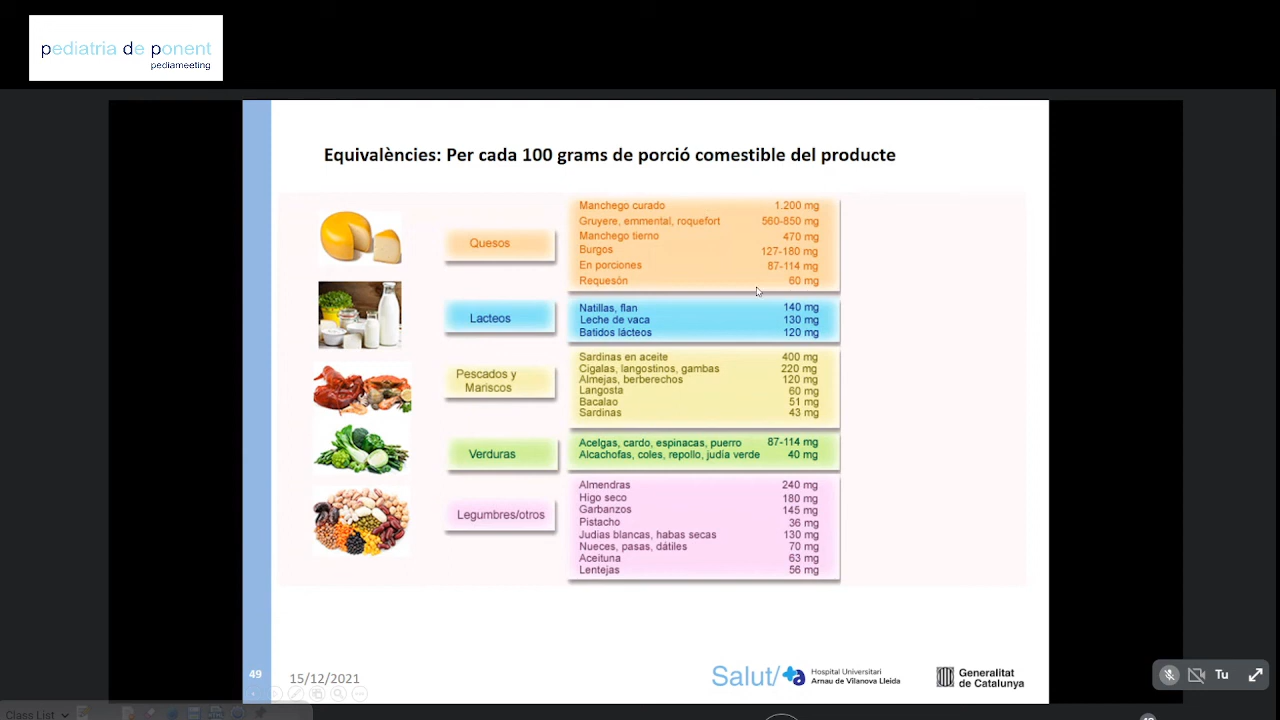 pediatria de ponent
pediameeting
Equivalències: Per cada 100 grams de porció comestible del producte
Quesos
Manchego curado 1.200 mg
Gruyere, emmental, roquefort 560-850 mg
Manchego tierno 470 mg
Burgos 127-180 mg
En porciones 87-114 mg
Requesón 60 mg
Lacteos
Natillas, flan 140 mg
Leche de vaca 130 mg
Batidos lácteos 120 mg
Pescados y
Mariscos
Sardinas en aceite 400 mg
Cigalas, langostinos, gambas 220 mg
Almejas, berberechos 120 mg
Langosta 60 mg
Bacalao 51 mg
Sardinas 43 mg
Verduras
Acelgas, cardo, espinacas, puerro 87-114 mg
Alcachofas, coles, repollo, judía verde 40 mg
Legumbres/otros
Almendras 240 mg
Higo seco 180 mg
Garbanzos 145 mg
Pistacho 36 mg
Judias blancas, habas secas 130 mg
Nueces, pasas, dátiles 70 mg
Aceituna 63 mg
Lentejas 56 mg
49
15/12/2021
Salut/
Hospital Universitari
Arnau de Vilanova Lleida
Generalitat
de Catalunya
Tu
Class List